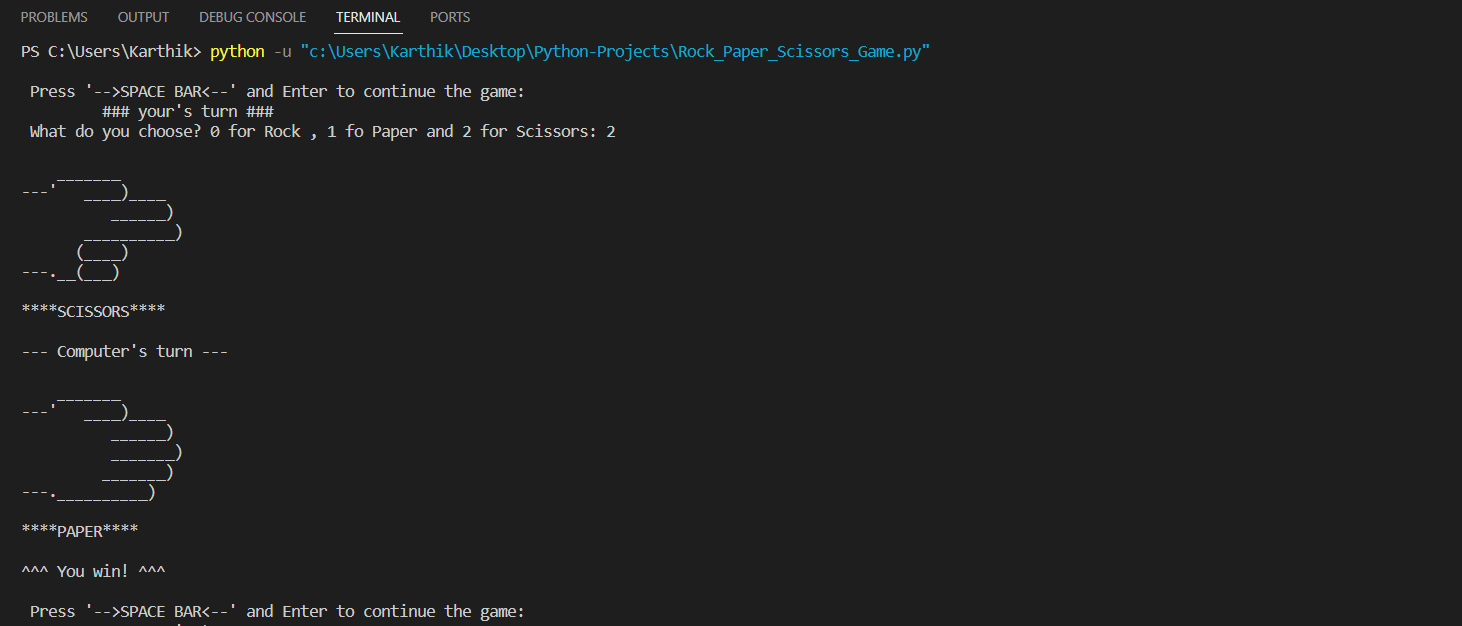 PROBLEMS OUTPUT DEBUG CONSOLE TERMINAL PORTS
PS C:\Users\Karthik> python -u "c:\Users\Karthik\Desktop\Python-Projects\Rock_Paper_Scissors_Game.py"
 Press '-->SPACE BAR<--' and Enter to continue the game:
         ### your's turn ###
 What do you choose? 0 for Rock , 1 fo Paper and 2 for Scissors: 2
    _______
---'   ____)____
          ______)
       __________)
      (____)
---.__(___)
****SCISSORS****
--- Computer's turn ---
    _______
---'   ____)____
          ______)
          _______)
         _______)
---.__________)
****PAPER****
^^^ You win! ^^^
 Press '-->SPACE BAR<--' and Enter to continue the game: